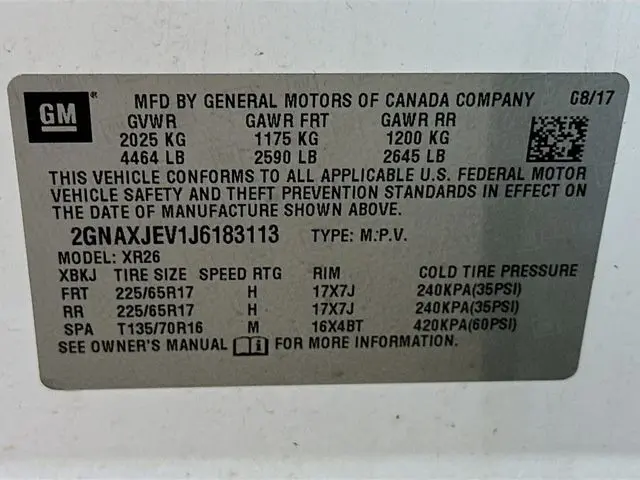 GM ® MFD BY GENERAL MOTORS OF CANADA COMPANY 08/17
GVWR GAWR FRT GAWR RR
2025 KG 1175 KG 1200 KG
4464 LB 2590 LB 2645 LB
THIS VEHICLE CONFORMS TO ALL APPLICABLE U.S. FEDERAL MOTOR
VEHICLE SAFETY AND THEFT PREVENTION STANDARDS IN EFFECT ON
THE DATE OF MANUFACTURE SHOWN ABOVE.
2GNAXJEV1J6183113 TYPE: M.P.V.
MODEL: XR26
XBKJ TIRE SIZE SPEED RTG RIM COLD TIRE PRESSURE
FRT 225/65R17 H 17X7J 240KPA(35PSI)
RR 225/65R17 H 17X7J 240KPA(35PSI)
SPA T135/70R16 M 16X4BT 420KPA(60PSI)
SEE OWNER'S MANUAL i FOR MORE INFORMATION.